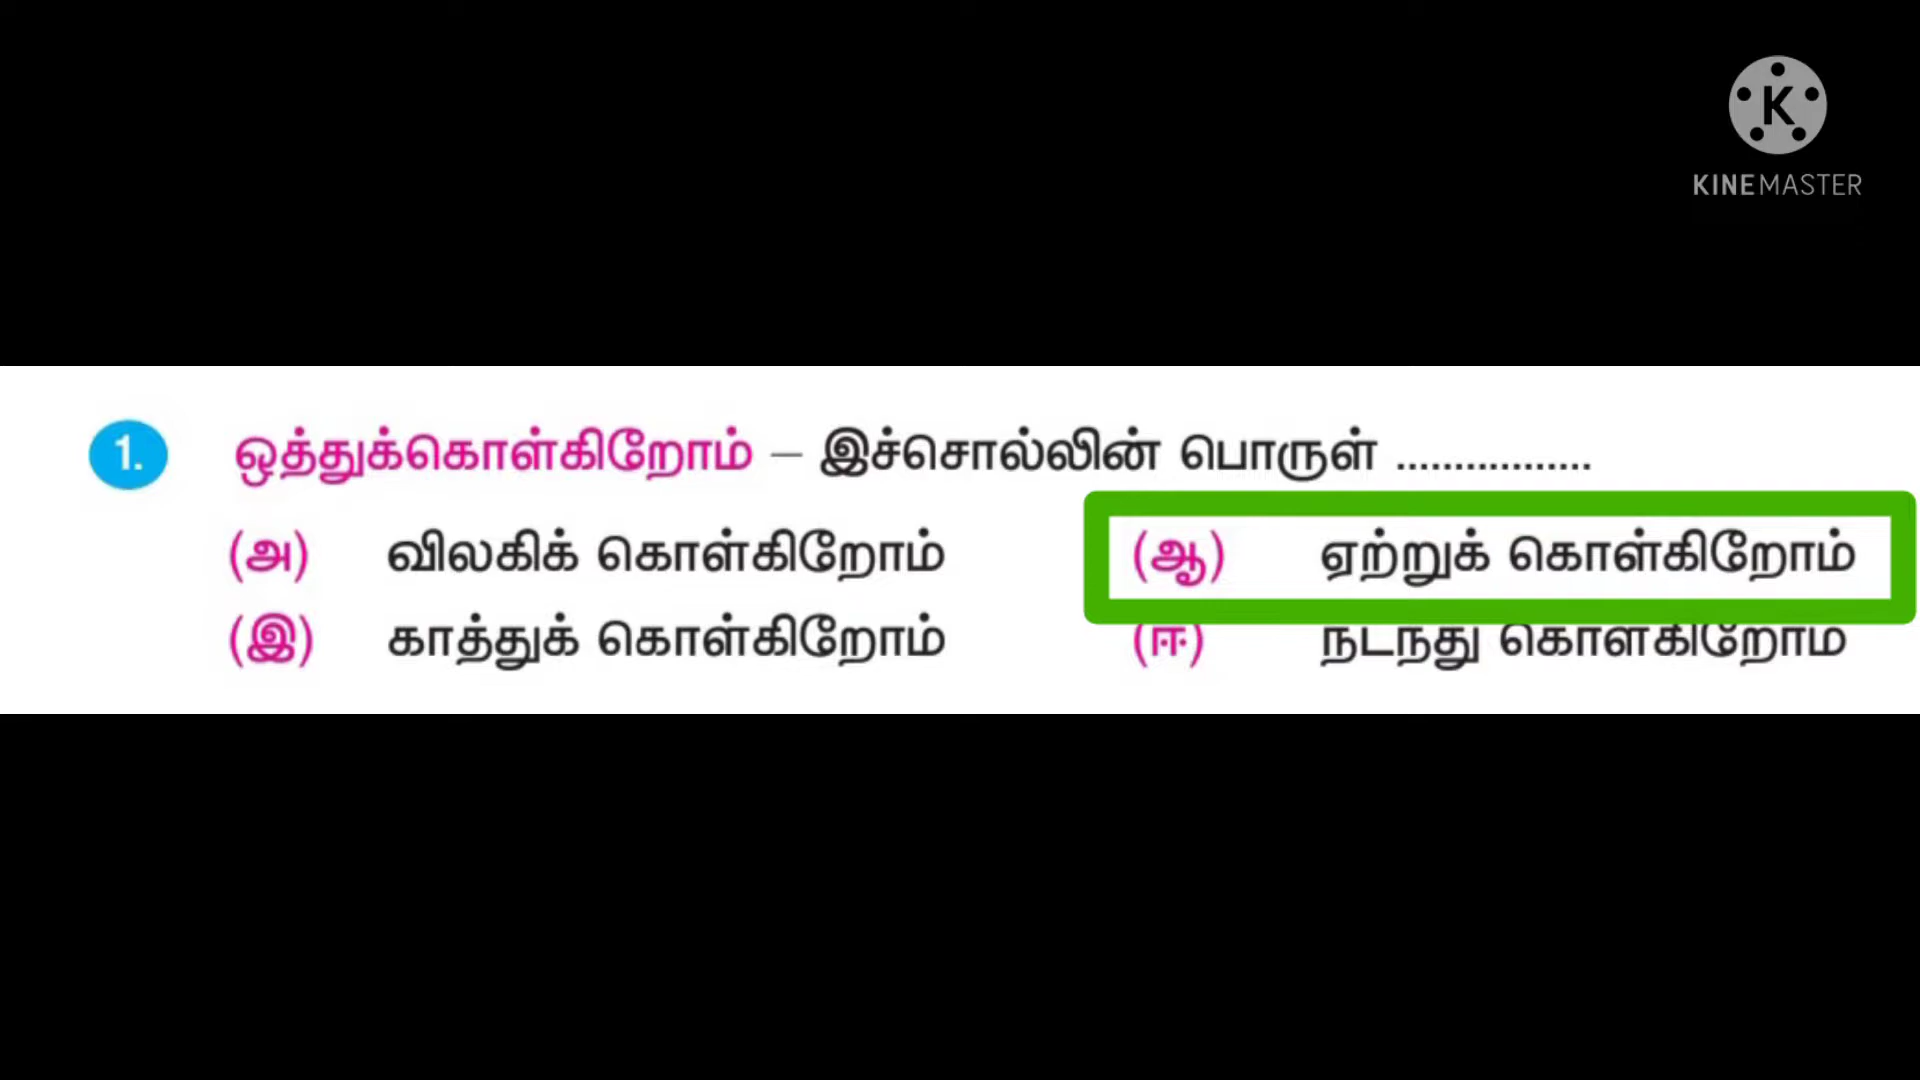 KINEMASTER
1. ஒத்துக்கொள்கிறோம் – இச்சொல்லின் பொருள் .................
(அ) விலகிக் கொள்கிறோம் (ஆ) ஏற்றுக் கொள்கிறோம்
(இ) காத்துக் கொள்கிறோம் (ஈ) நடந்து கொள்கிறோம்